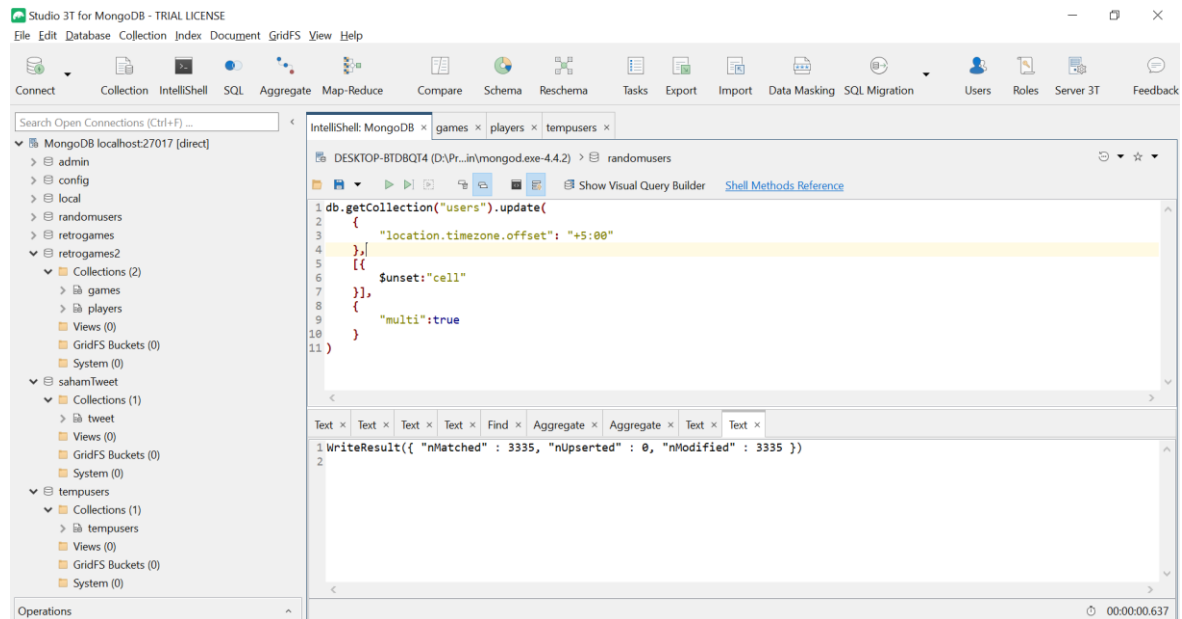 Studio 3T for MongoDB - TRIAL LICENSE
File Edit Database Collection Index Document GridFS View Help
Connect Collection IntelliShell SQL Aggregate Map-Reduce Compare Schema Reschema Tasks Export Import Data Masking SQL Migration Users Roles Server 3T Feedback
Search Open Connections (Ctrl+F) ...
MongoDB localhost:27017 [direct]
admin
config
local
randomusers
retrogames
retrogames2
Collections (2)
games
players
Views (0)
GridFS Buckets (0)
System (0)
sahamTweet
Collections (1)
tweet
Views (0)
GridFS Buckets (0)
System (0)
tempusers
Collections (1)
tempusers
Views (0)
GridFS Buckets (0)
System (0)
Operations
IntelliShell: MongoDB × games × players × tempusers ×
DESKTOP-BTDBQT4 (D:\Pr...in\mongod.exe-4.4.2) > randomusers
Show Visual Query Builder Shell Methods Reference
1 db.getCollection("users").update(
2 {
3 "location.timezone.offset": "+5:00"
4 },
5 [{
6 $unset:"cell"
7 }],
8 {
9 "multi":true
10 }
11 )
Text × Text × Text × Text × Find × Aggregate × Aggregate × Text × Text ×
1 WriteResult({ "nMatched" : 3335, "nUpserted" : 0, "nModified" : 3335 })
2
00:00:00.637